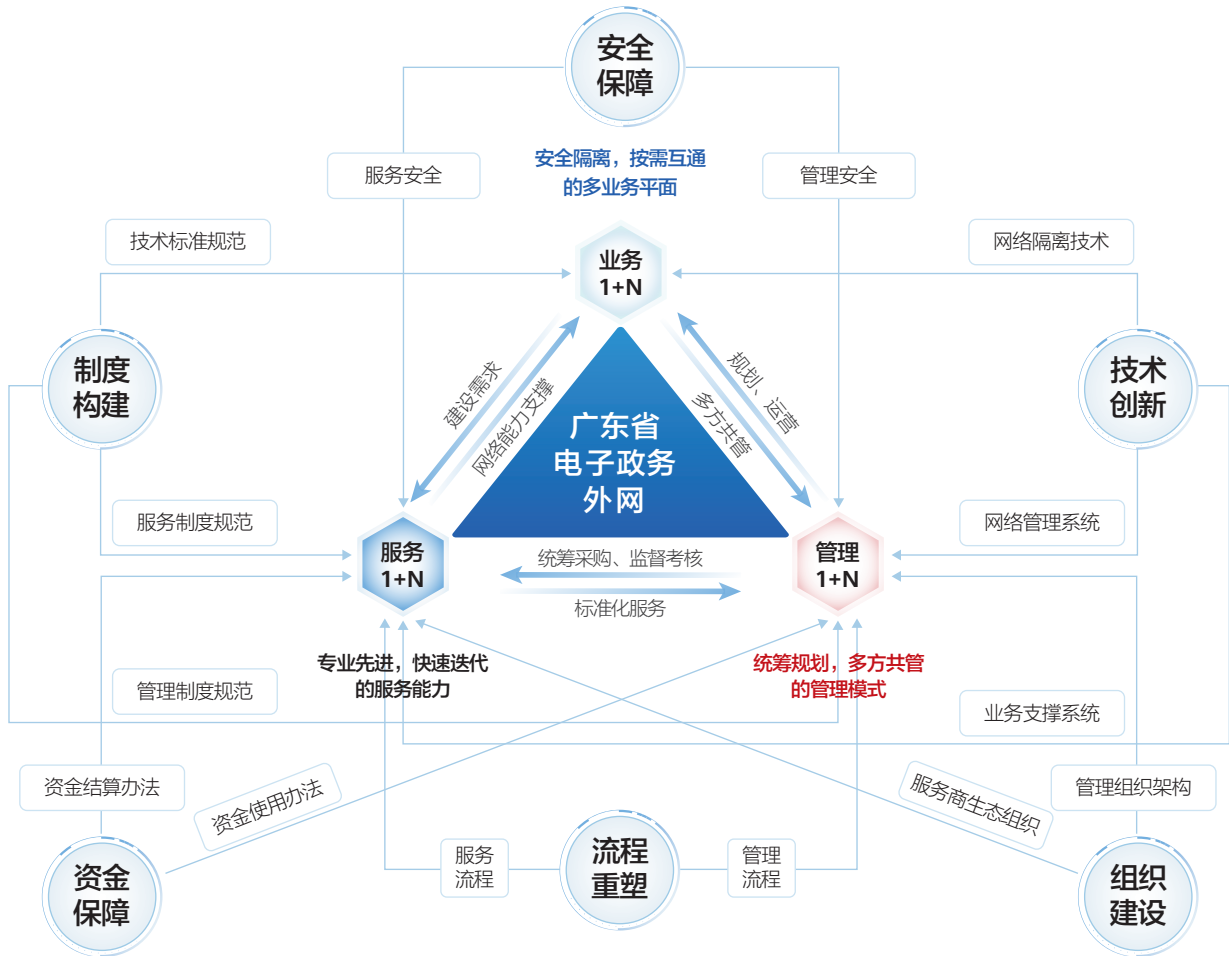 安全
保障
服务安全
安全隔离，按需互通
的多业务平面
管理安全
技术标准规范
网络隔离技术
业务
1+N
制度
构建
技术
创新
建设需求
网络能力支撑
规划、运营
多方共管
广东省
电子政务
外网
服务制度规范
网络管理系统
服务
1+N
统筹采购、监督考核
标准化服务
管理
1+N
专业先进，快速迭代
的服务能力
统筹规划，多方共管
的管理模式
管理制度规范
业务支撑系统
资金结算办法
资金使用办法
服务商生态组织
管理组织架构
资金
保障
服务
流程
流程
重塑
管理
流程
组织
建设